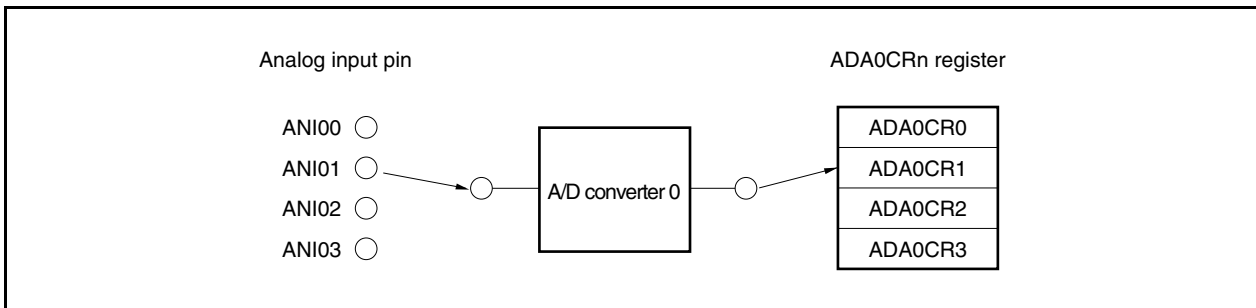 Analog input pin
ADA0CRn register
ANI00
ADA0CR0
ANI01
A/D converter 0
ADA0CR1
ANI02
ADA0CR2
ANI03
ADA0CR3